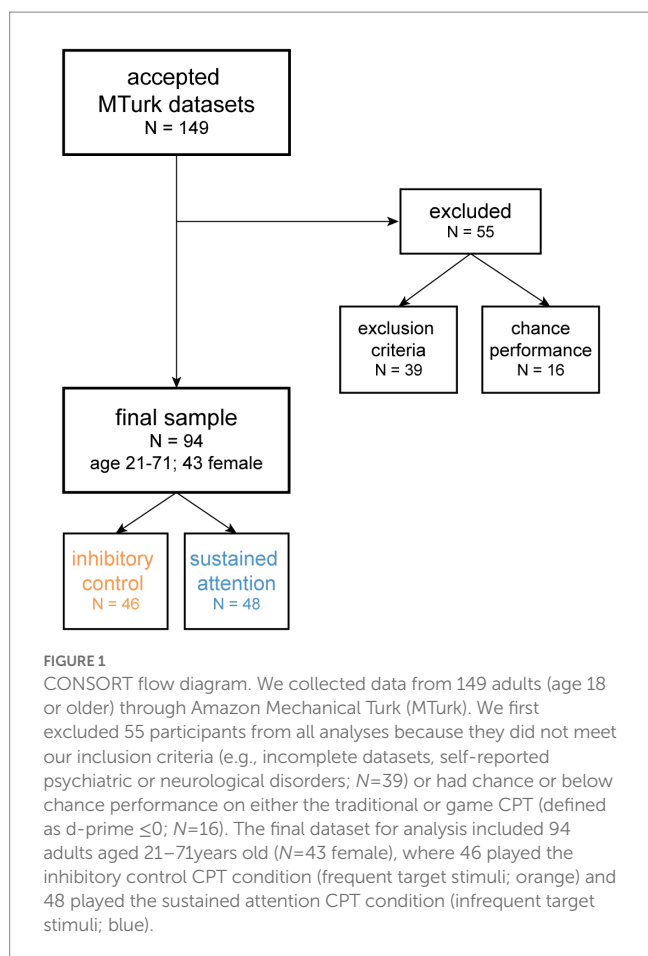 accepted
MTurk datasets
N = 149
excluded
N = 55
exclusion
criteria
N = 39
chance
performance
N = 16
final sample
N = 94
age 21-71; 43 female
inhibitory
control
N = 46
sustained
attention
N = 48
FIGURE 1
CONSORT flow diagram. We collected data from 149 adults (age 18
or older) through Amazon Mechanical Turk (MTurk). We first
excluded 55 participants from all analyses because they did not meet
our inclusion criteria (e.g., incomplete datasets, self-reported
psychiatric or neurological disorders; N=39) or had chance or below
chance performance on either the traditional or game CPT (defined
as d-prime ≤0; N=16). The final dataset for analysis included 94
adults aged 21–71years old (N=43 female), where 46 played the
inhibitory control CPT condition (frequent target stimuli; orange) and
48 played the sustained attention CPT condition (infrequent target
stimuli; blue).